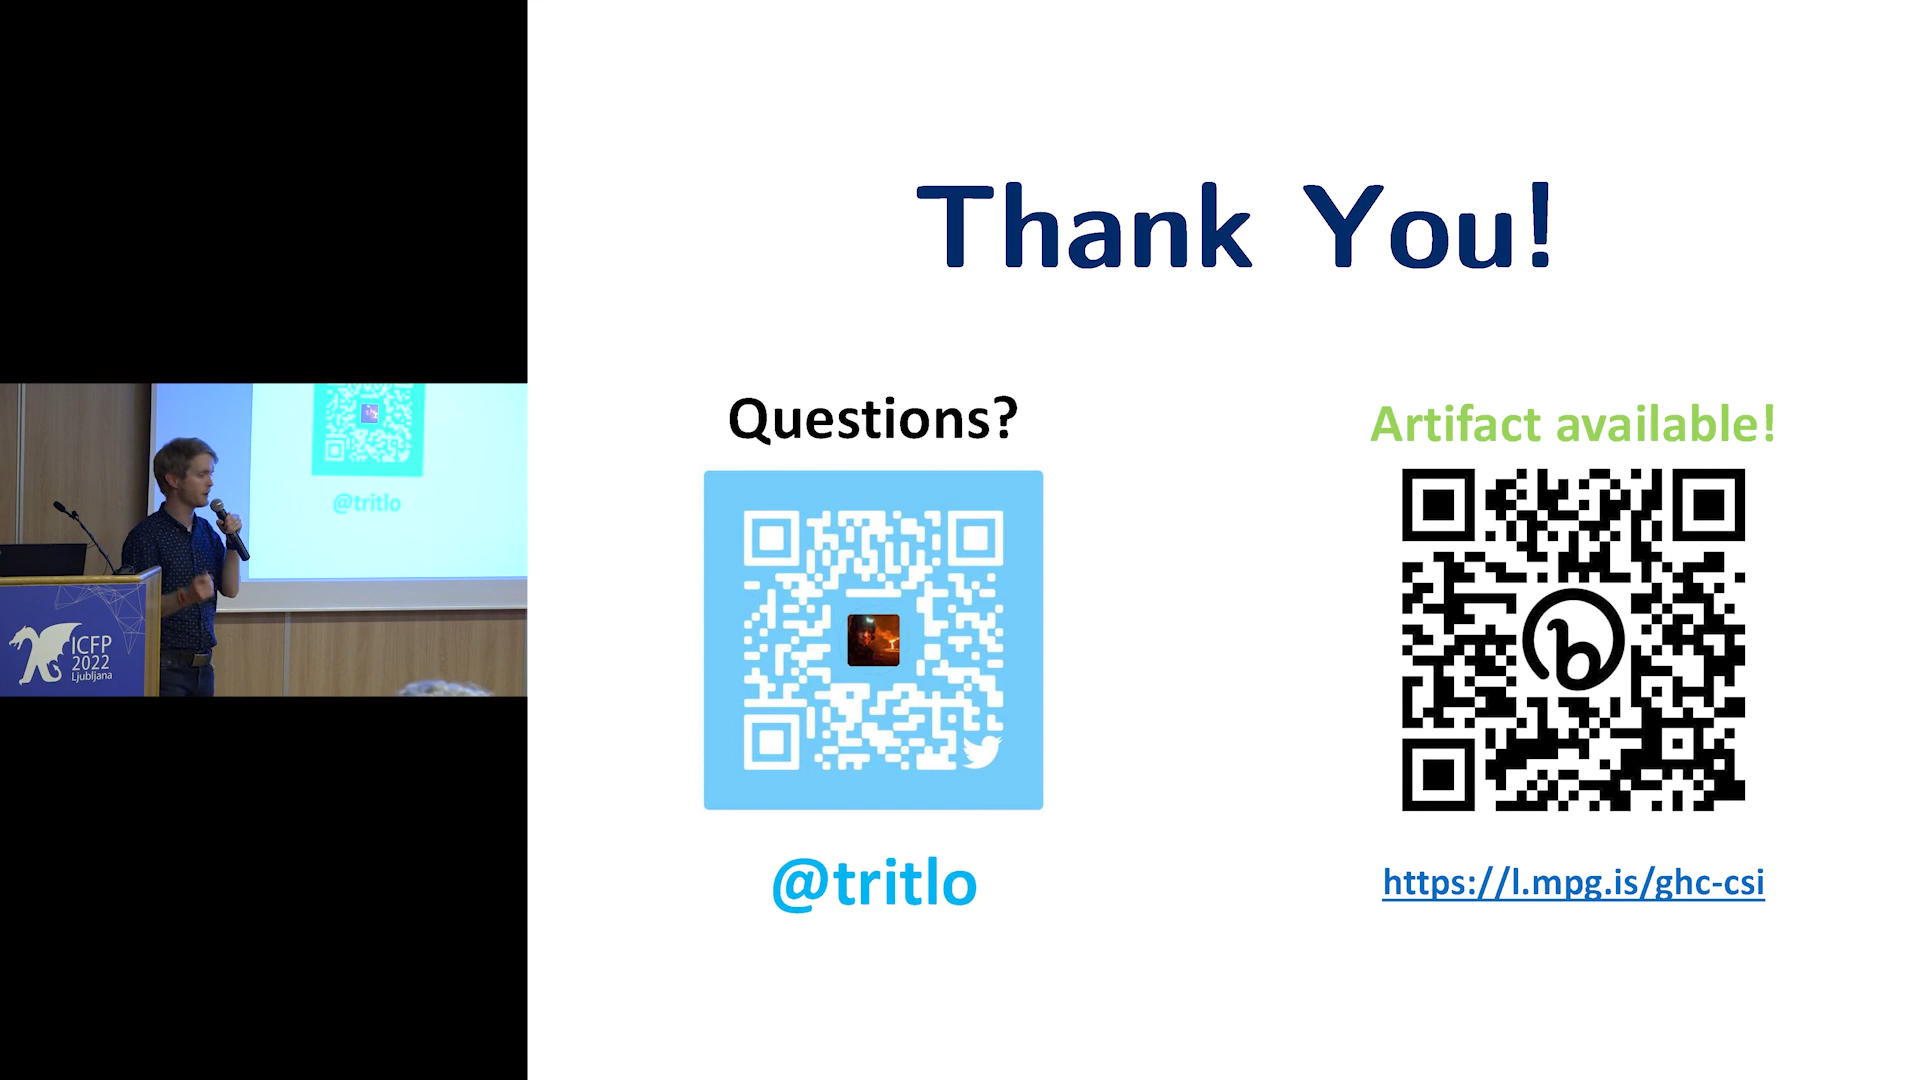 Thank You!
Questions?
Artifact available!
@tritlo
https://l.mpg.is/ghc-csi
@tritlo
ICFP
2022
Ljubljana